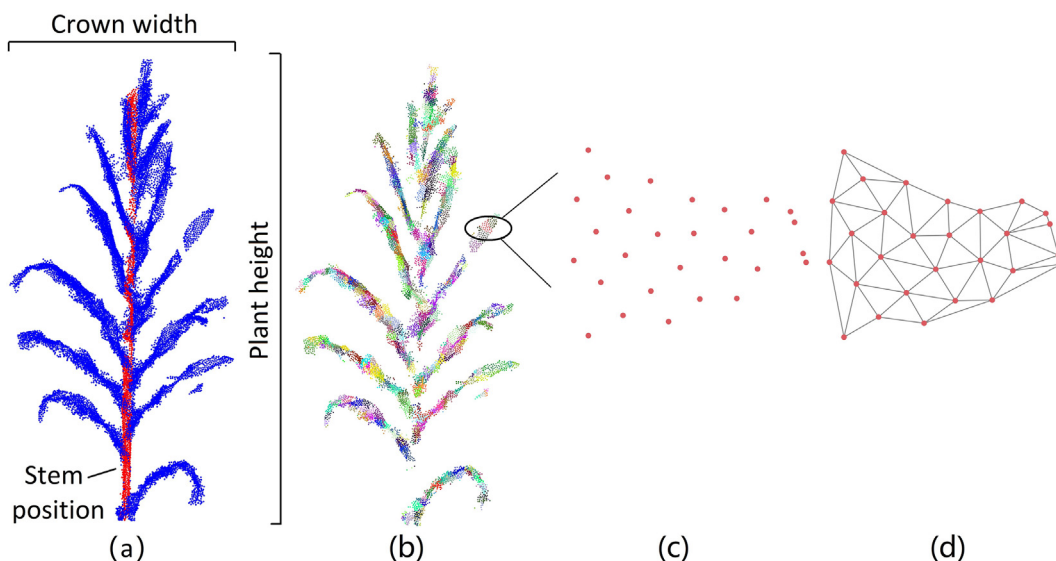 Crown width
Plant height
Stem
position
(a)
(b)
(c)
(d)